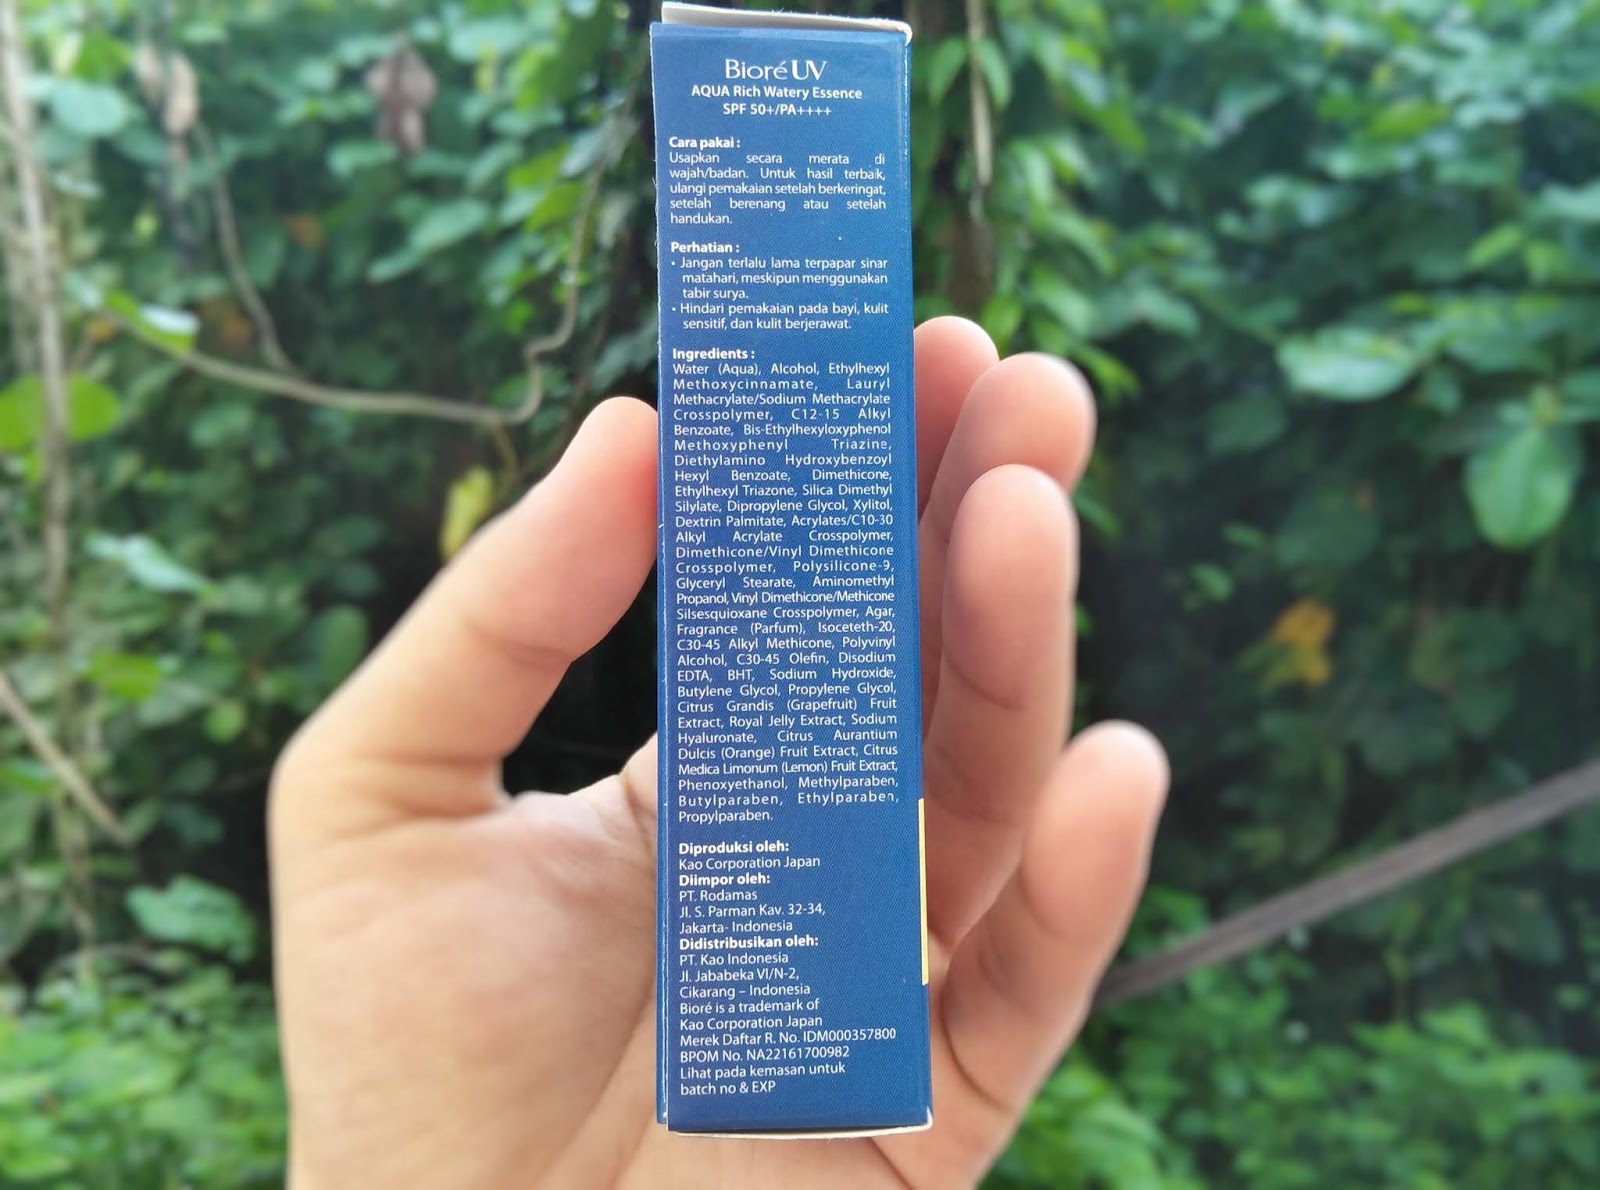 Bioré UV
AQUA Rich Watery Essence
SPF 50+/PA++++
Cara pakai :
Usapkan secara merata di
wajah/badan. Untuk hasil terbaik,
ulangi pemakaian setelah berkeringat,
setelah berenang atau setelah
handukan.
Perhatian :
• Jangan terlalu lama terpapar sinar
matahari, meskipun menggunakan
tabir surya.
• Hindari pemakaian pada bayi, kulit
sensitif, dan kulit berjerawat.
Ingredients :
Water (Aqua), Alcohol, Ethylhexyl
Methoxycinnamate, Lauryl
Methacrylate/Sodium Methacrylate
Crosspolymer, C12-15 Alkyl
Benzoate, Bis-Ethylhexyloxyphenol
Methoxyphenyl Triazine,
Diethylamino Hydroxybenzoyl
Hexyl Benzoate, Dimethicone,
Ethylhexyl Triazone, Silica Dimethyl
Silylate, Dipropylene Glycol, Xylitol,
Dextrin Palmitate, Acrylates/C10-30
Alkyl Acrylate Crosspolymer,
Dimethicone/Vinyl Dimethicone
Crosspolymer, Polysilicone-9,
Glyceryl Stearate, Aminomethyl
Propanol, Vinyl Dimethicone/Methicone
Silsesquioxane Crosspolymer, Agar,
Fragrance (Parfum), Isoceteth-20,
C30-45 Alkyl Methicone, Polyvinyl
Alcohol, C30-45 Olefin, Disodium
EDTA, BHT, Sodium Hydroxide,
Butylene Glycol, Propylene Glycol,
Citrus Grandis (Grapefruit) Fruit
Extract, Royal Jelly Extract, Sodium
Hyaluronate, Citrus Aurantium
Dulcis (Orange) Fruit Extract, Citrus
Medica Limonum (Lemon) Fruit Extract,
Phenoxyethanol, Methylparaben,
Butylparaben, Ethylparaben,
Propylparaben.
Diproduksi oleh:
Kao Corporation Japan
Diimpor oleh:
PT. Rodamas
Jl. S. Parman Kav. 32-34,
Jakarta- Indonesia
Didistribusikan oleh:
PT. Kao Indonesia
Jl. Jababeka VI/N-2,
Cikarang – Indonesia
Bioré is a trademark of
Kao Corporation Japan
Merek Daftar R. No. IDM000357800
BPOM No. NA22161700982
Lihat pada kemasan untuk
batch no & EXP